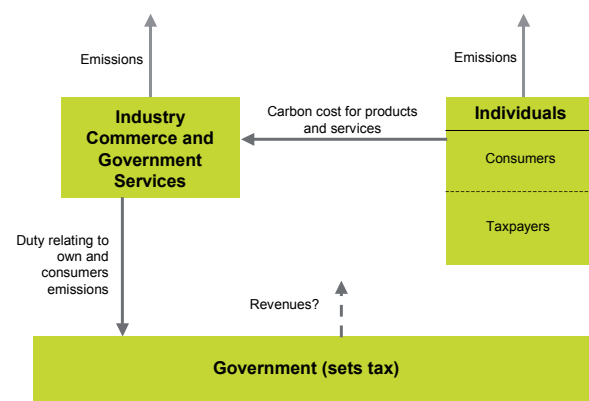 Emissions
Emissions
Industry
Commerce and
Government
Services
Carbon cost for products
and services
Individuals
Consumers
Taxpayers
Duty relating to
own and
consumers
emissions
Revenues?
Government (sets tax)